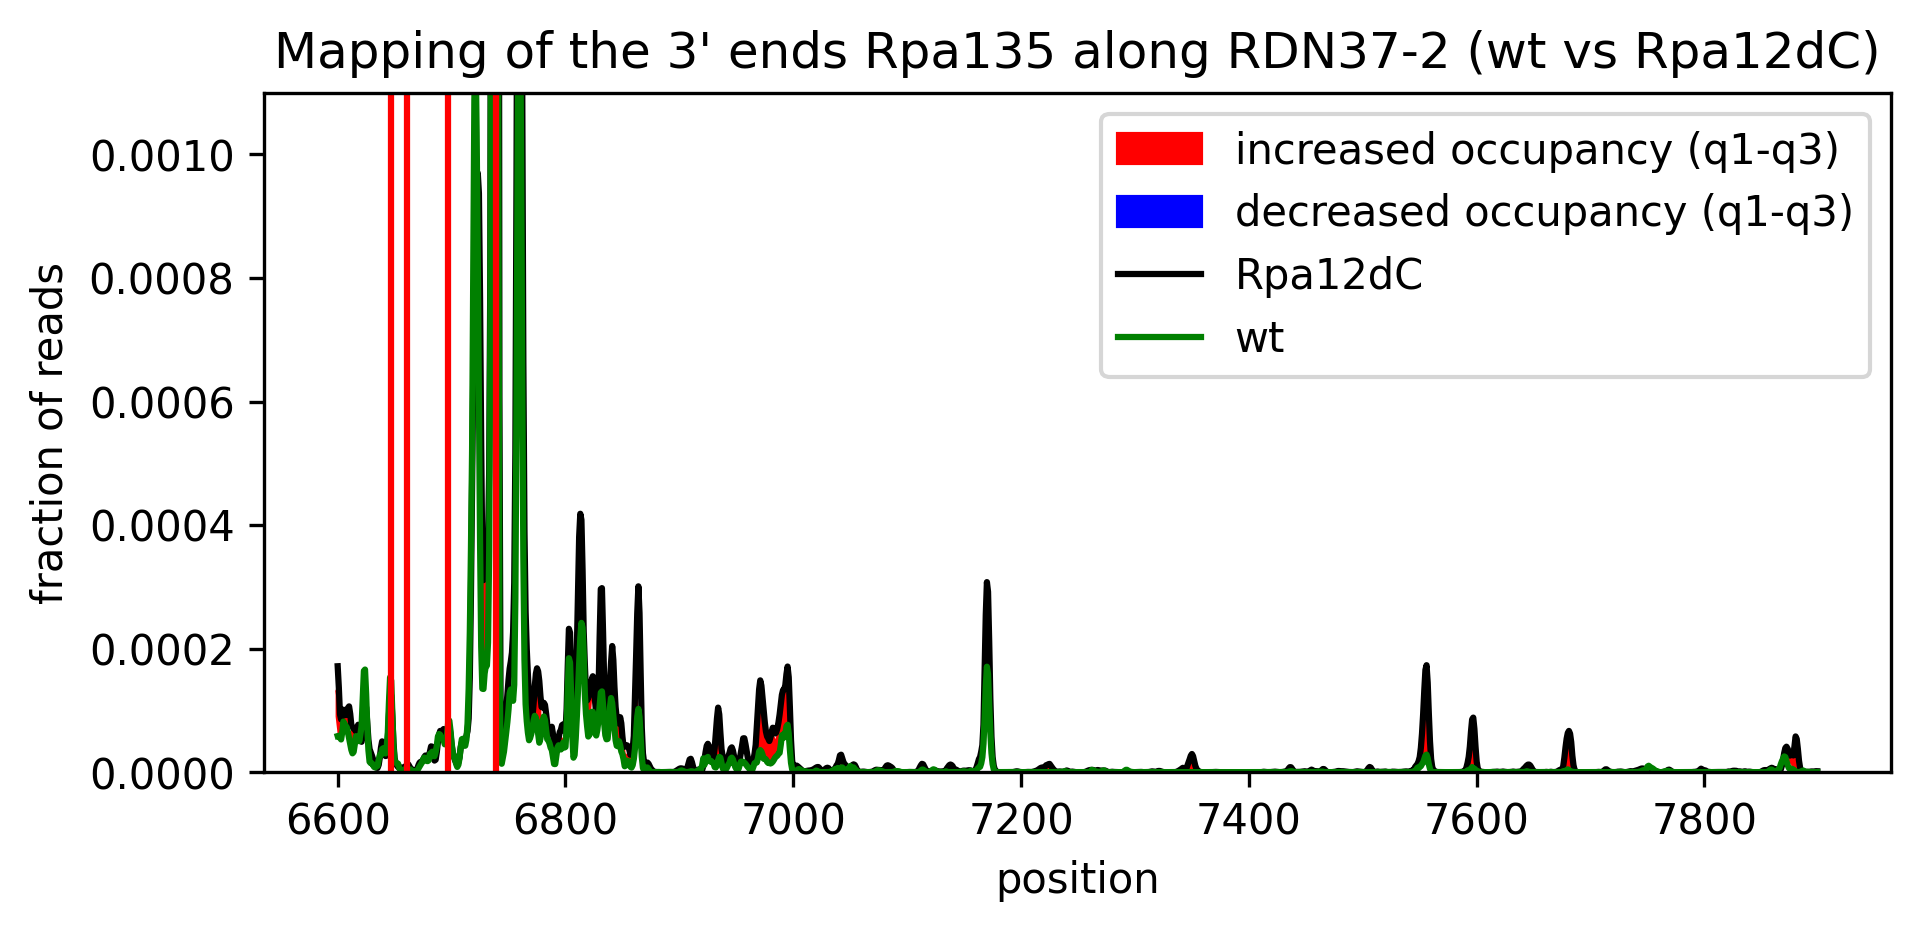 Mapping of the 3' ends Rpa135 along RDN37-2 (wt vs Rpa12dC)
increased occupancy (q1-q3)
decreased occupancy (q1-q3)
Rpa12dC
wt
fraction of reads
0.0010
0.0008
0.0006
0.0004
0.0002
0.0000
6600 6800 7000 7200 7400 7600 7800
position